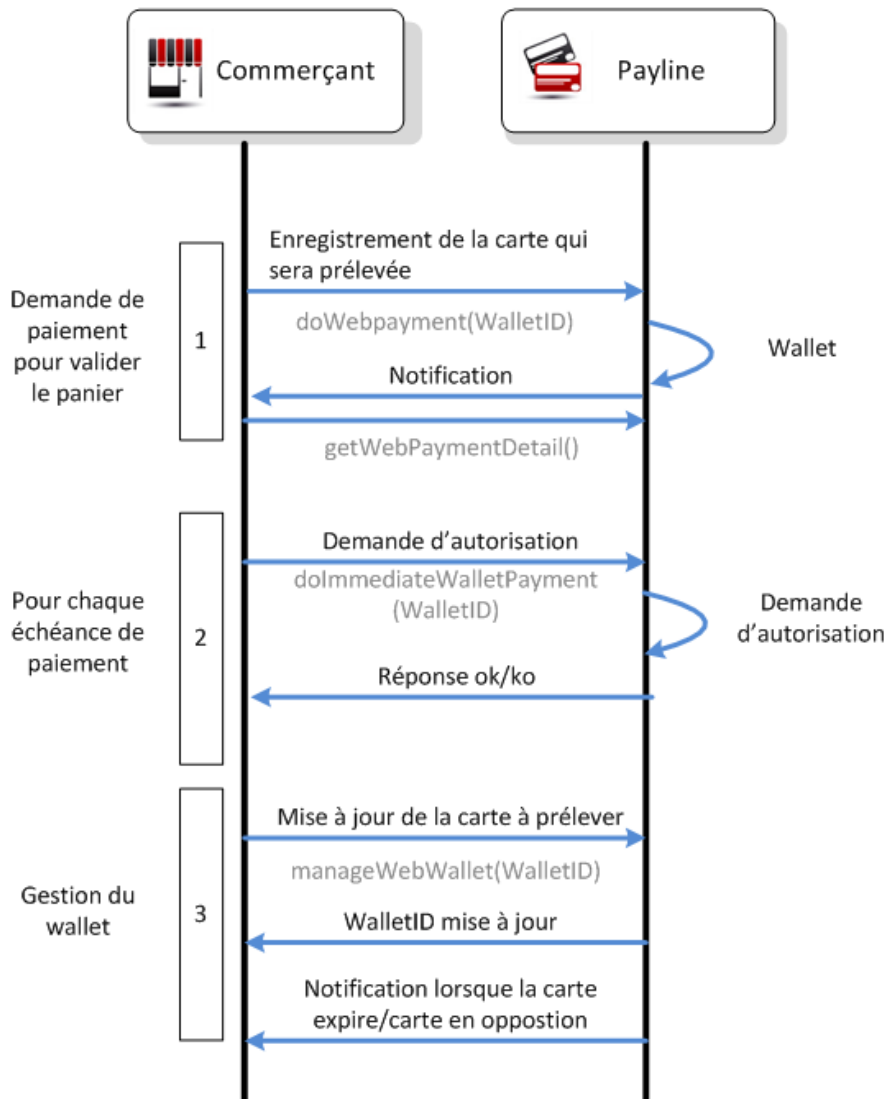 Commerçant
Payline
Enregistrement de la carte qui
sera prélevée
Demande de
paiement
pour valider
le panier
1
doWebpayment(WalletID)
Wallet
Notification
getWebPaymentDetail()
Demande d'autorisation
doImmediateWalletPayment
(WalletID)
Pour chaque
échéance de
paiement
2
Demande
d'autorisation
Réponse ok/ko
Mise à jour de la carte à prélever
manageWebWallet(WalletID)
Gestion du
wallet
3
WalletID mise à jour
Notification lorsque la carte
expire/carte en oppostion